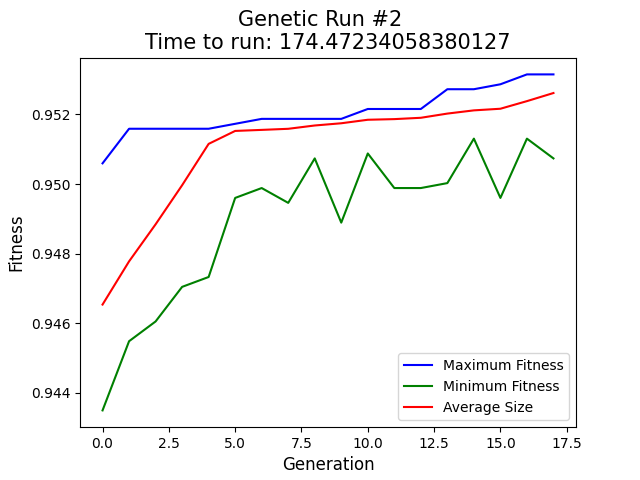 Genetic Run #2
Time to run: 174.47234058380127
Fitness
0.952
0.950
0.948
0.946
0.944
Maximum Fitness
Minimum Fitness
Average Size
0.0 2.5 5.0 7.5 10.0 12.5 15.0 17.5
Generation